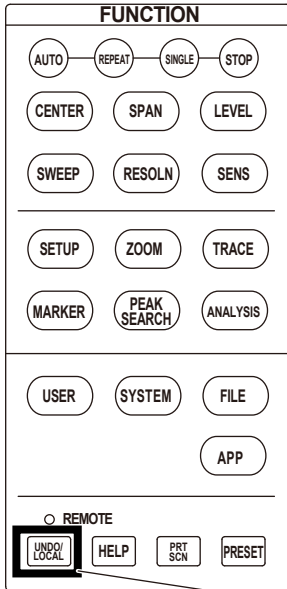 FUNCTION
AUTO REPEAT SINGLE STOP
CENTER SPAN LEVEL
SWEEP RESOLN SENS
SETUP ZOOM TRACE
MARKER PEAK SEARCH ANALYSIS
USER SYSTEM FILE
APP
REMOTE
UNDO/ LOCAL HELP PRT SCN PRESET